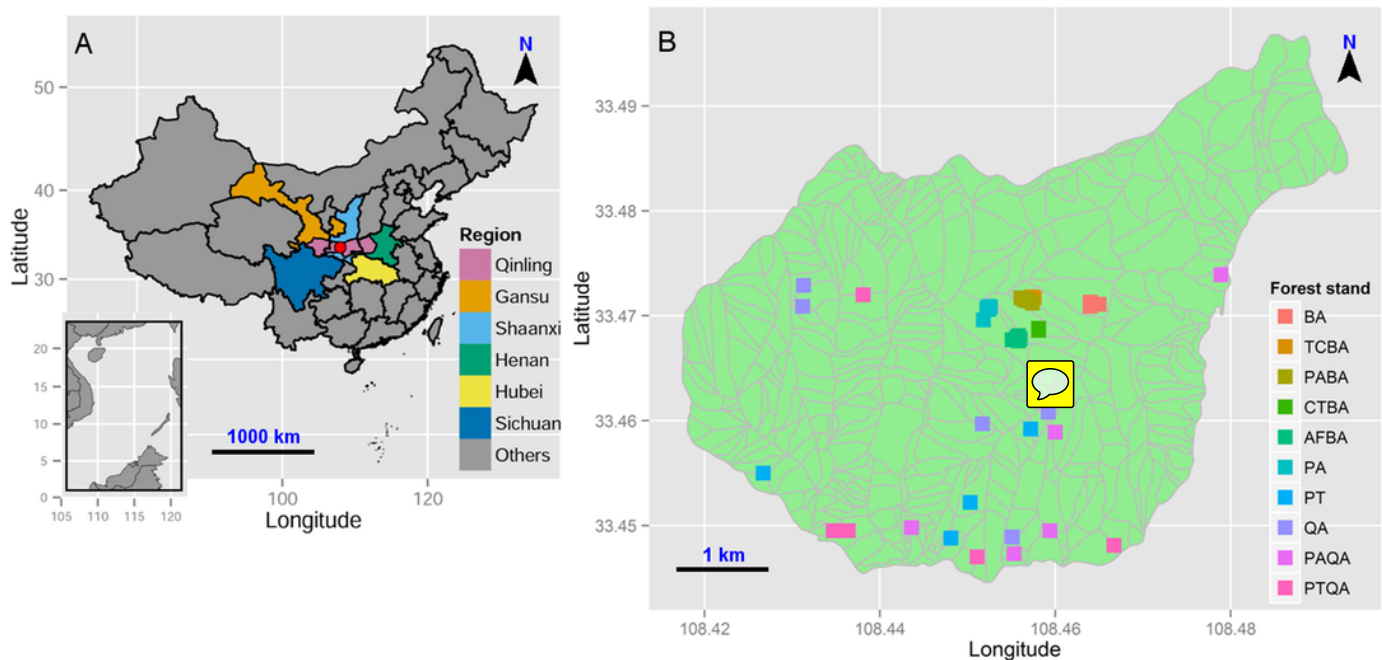 A
N
50
40
30
Latitude
Region
Qinling
Gansu
Shaanxi
Henan
Hubei
Sichuan
Others
1000 km
20
15
10
5
0
105 110 115 120
100 120
Longitude
B
N
33.49
33.48
33.47
33.46
33.45
Latitude
Forest stand
BA
TCBA
PABA
CTBA
AFBA
PA
PT
QA
PAQA
PTQA
1 km
108.42 108.44 108.46 108.48
Longitude